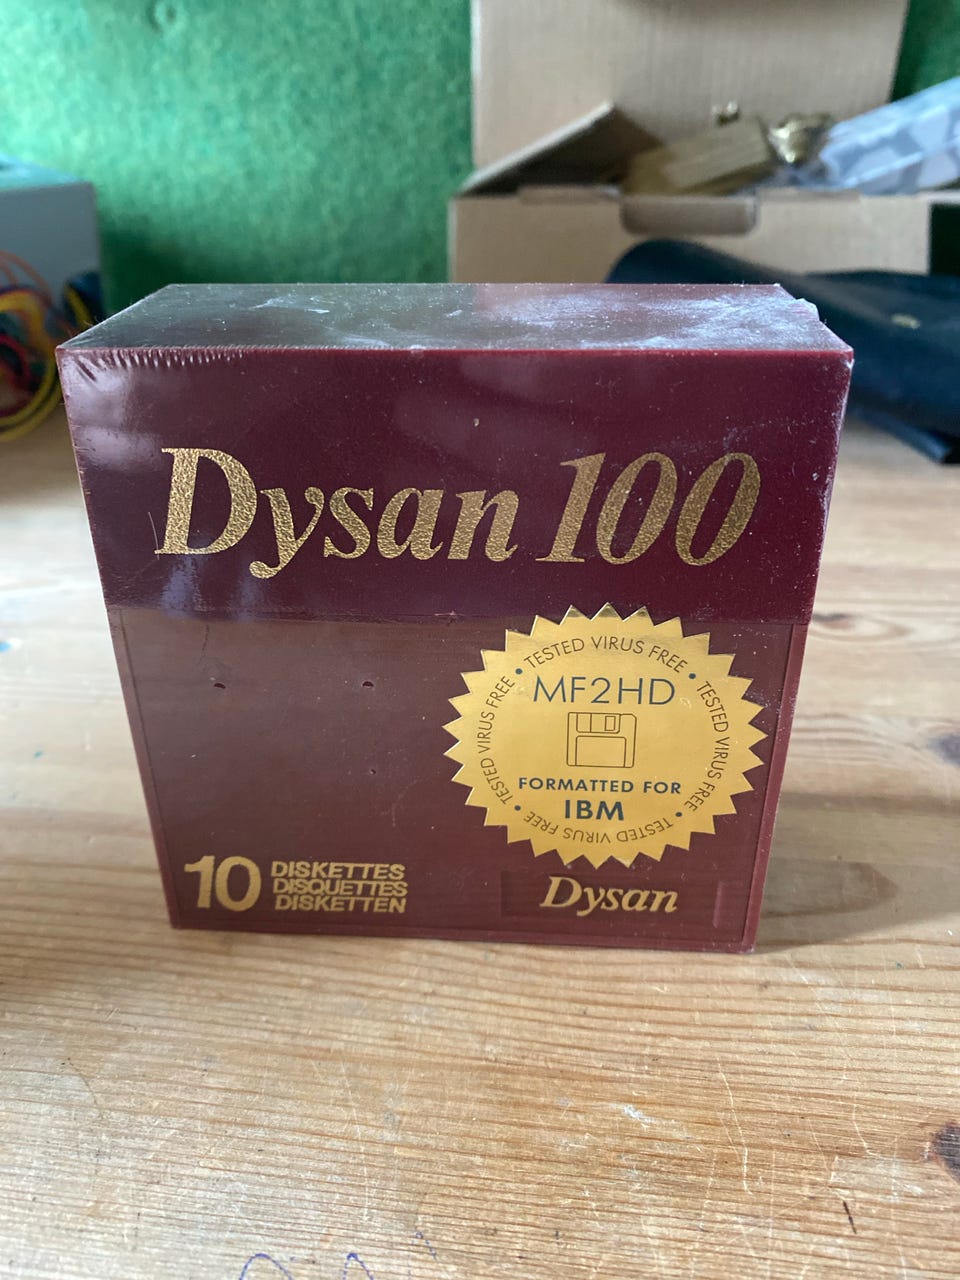 Dysan 100
TESTED VIRUS FREE • TESTED VIRUS FREE • TESTED VIRUS FREE • TESTED VIRUS FREE •
MF2HD
FORMATTED FOR
IBM
10 DISKETTES
DISQUETTES
DISKETTEN
Dysan